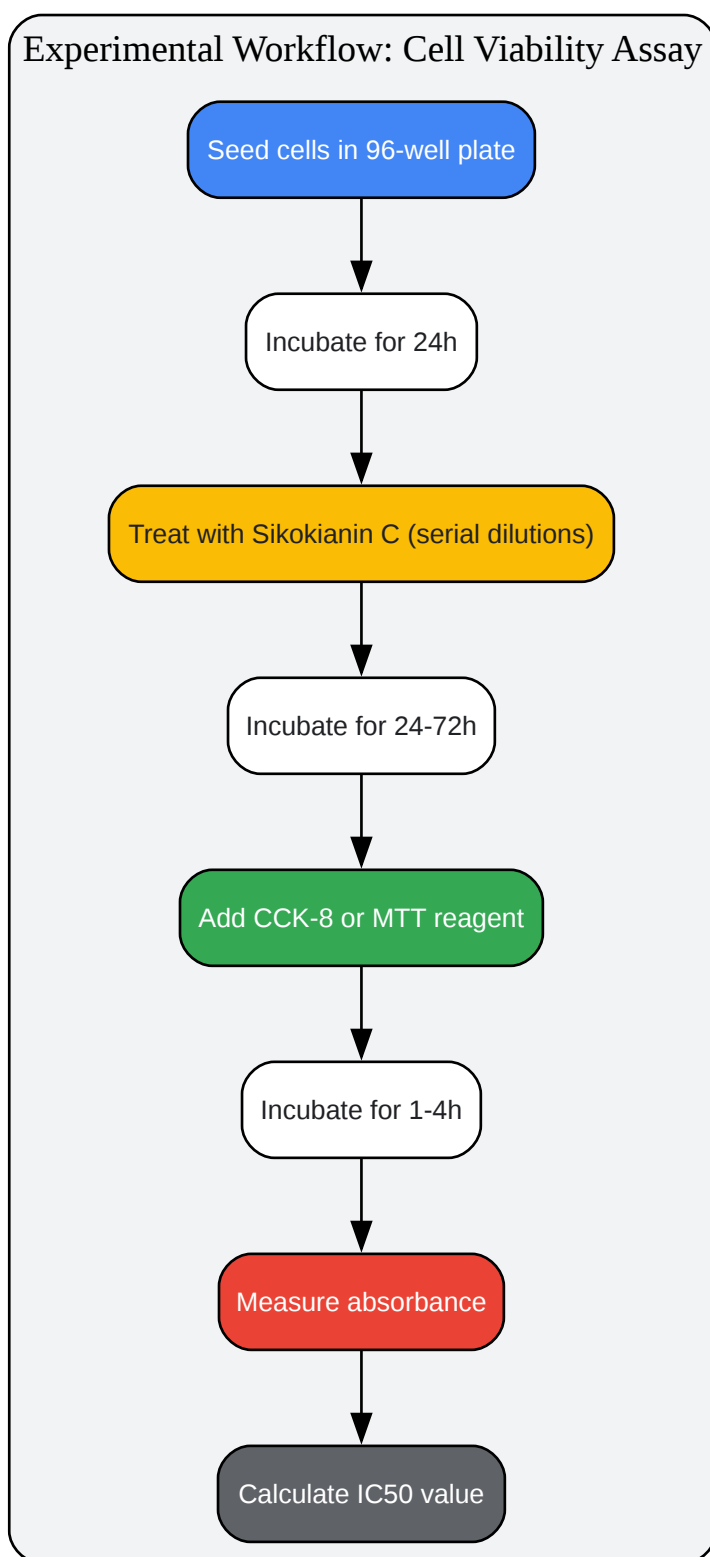 Experimental Workflow: Cell Viability Assay
Seed cells in 96-well plate
Incubate for 24h
Treat with Sikokianin C (serial dilutions)
Incubate for 24-72h
Add CCK-8 or MTT reagent
Incubate for 1-4h
Measure absorbance
Calculate IC50 value